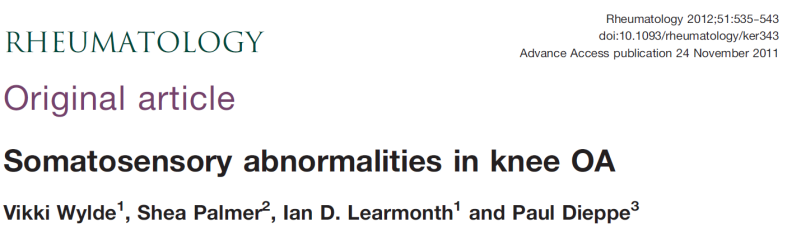 Rheumatology 2012;51:535–543
doi:10.1093/rheumatology/ker343
Advance Access publication 24 November 2011
RHEUMATOLOGY
Original article
Somatosensory abnormalities in knee OA
Vikki Wylde1, Shea Palmer2, Ian D. Learmonth1 and Paul Dieppe3